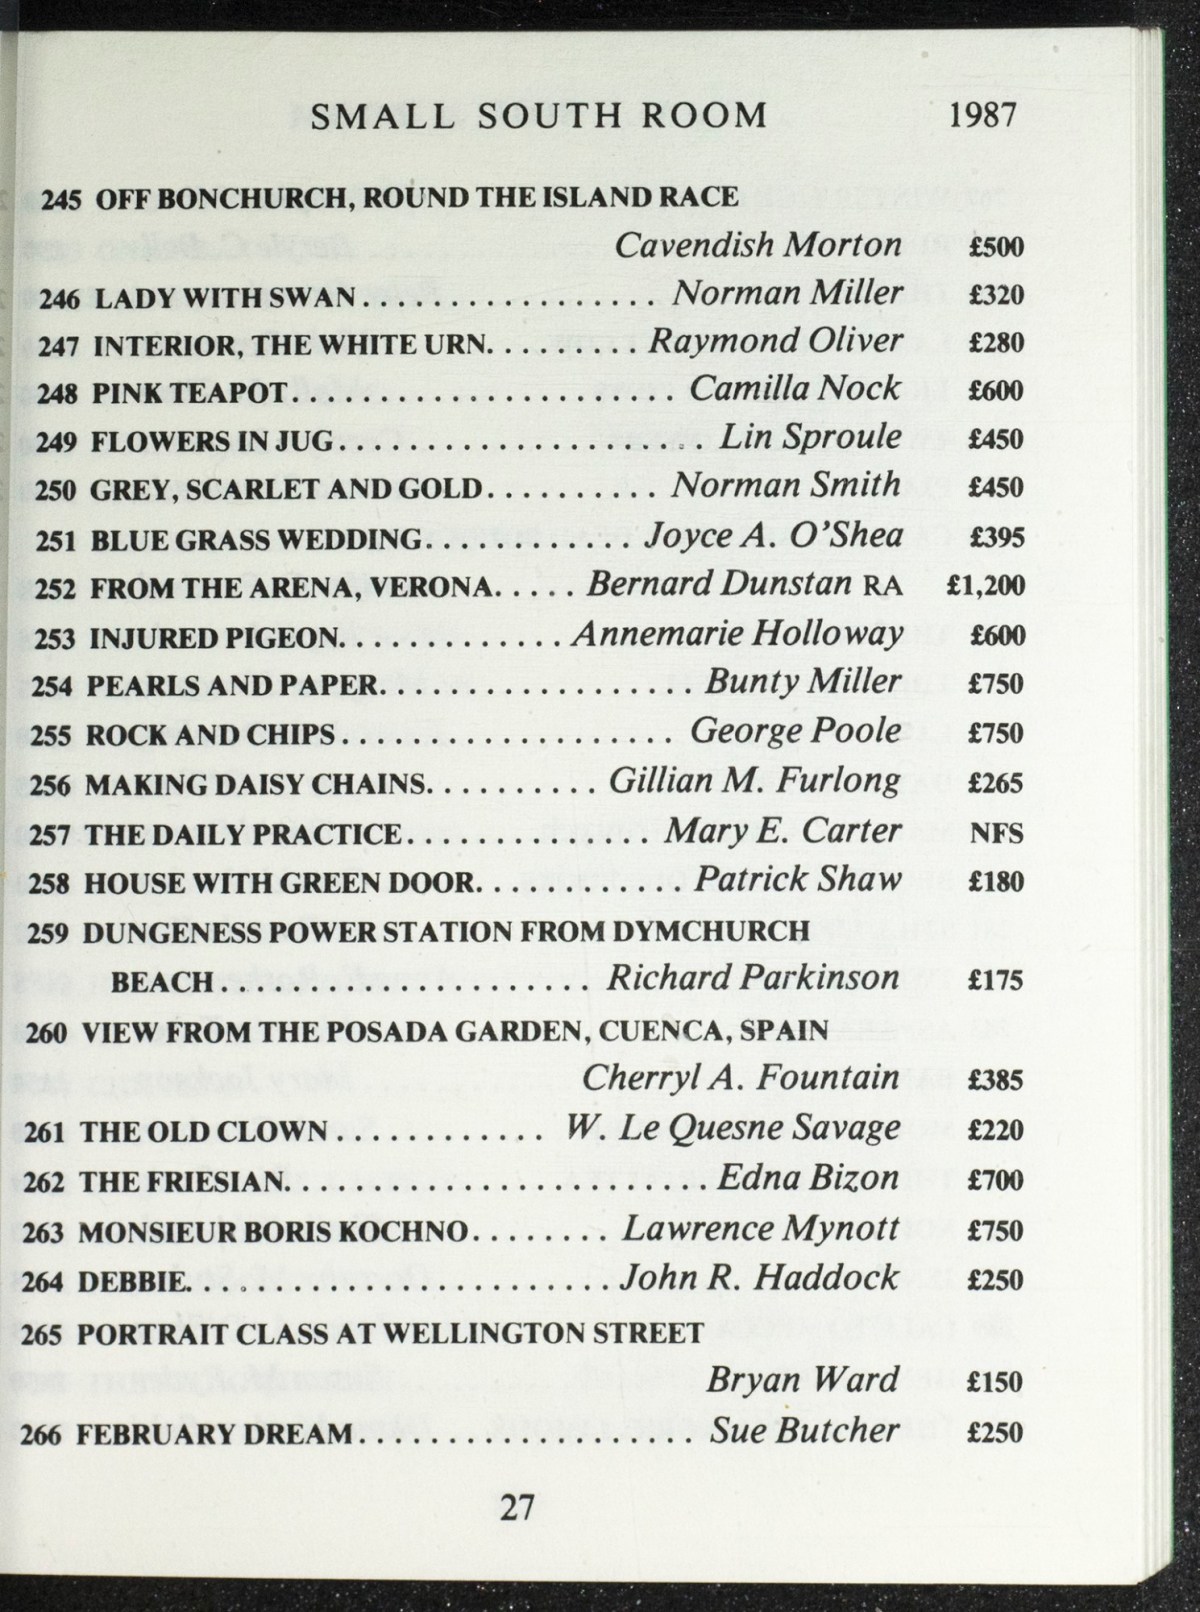 SMALL SOUTH ROOM 1987
245 OFF BONCHURCH, ROUND THE ISLAND RACE
Cavendish Morton £500
246 LADY WITH SWAN................. Norman Miller £320
247 INTERIOR, THE WHITE URN......... Raymond Oliver £280
248 PINK TEAPOT...................... Camilla Nock £600
249 FLOWERS IN JUG..................... Lin Sproule £450
250 GREY, SCARLET AND GOLD.......... Norman Smith £450
251 BLUE GRASS WEDDING............ Joyce A. O'Shea £395
252 FROM THE ARENA, VERONA..... Bernard Dunstan RA £1,200
253 INJURED PIGEON............. Annemarie Holloway £600
254 PEARLS AND PAPER.................. Bunty Miller £750
255 ROCK AND CHIPS................... George Poole £750
256 MAKING DAISY CHAINS.......... Gillian M. Furlong £265
257 THE DAILY PRACTICE.............. Mary E. Carter NFS
258 HOUSE WITH GREEN DOOR............ Patrick Shaw £180
259 DUNGENESS POWER STATION FROM DYMCHURCH
BEACH...................... Richard Parkinson £175
260 VIEW FROM THE POSADA GARDEN, CUENCA, SPAIN
Cherryl A. Fountain £385
261 THE OLD CLOWN............ W. Le Quesne Savage £220
262 THE FRIESIAN......................... Edna Bizon £700
263 MONSIEUR BORIS KOCHNO........ Lawrence Mynott £750
264 DEBBIE......................... John R. Haddock £250
265 PORTRAIT CLASS AT WELLINGTON STREET
Bryan Ward £150
266 FEBRUARY DREAM.................... Sue Butcher £250
27